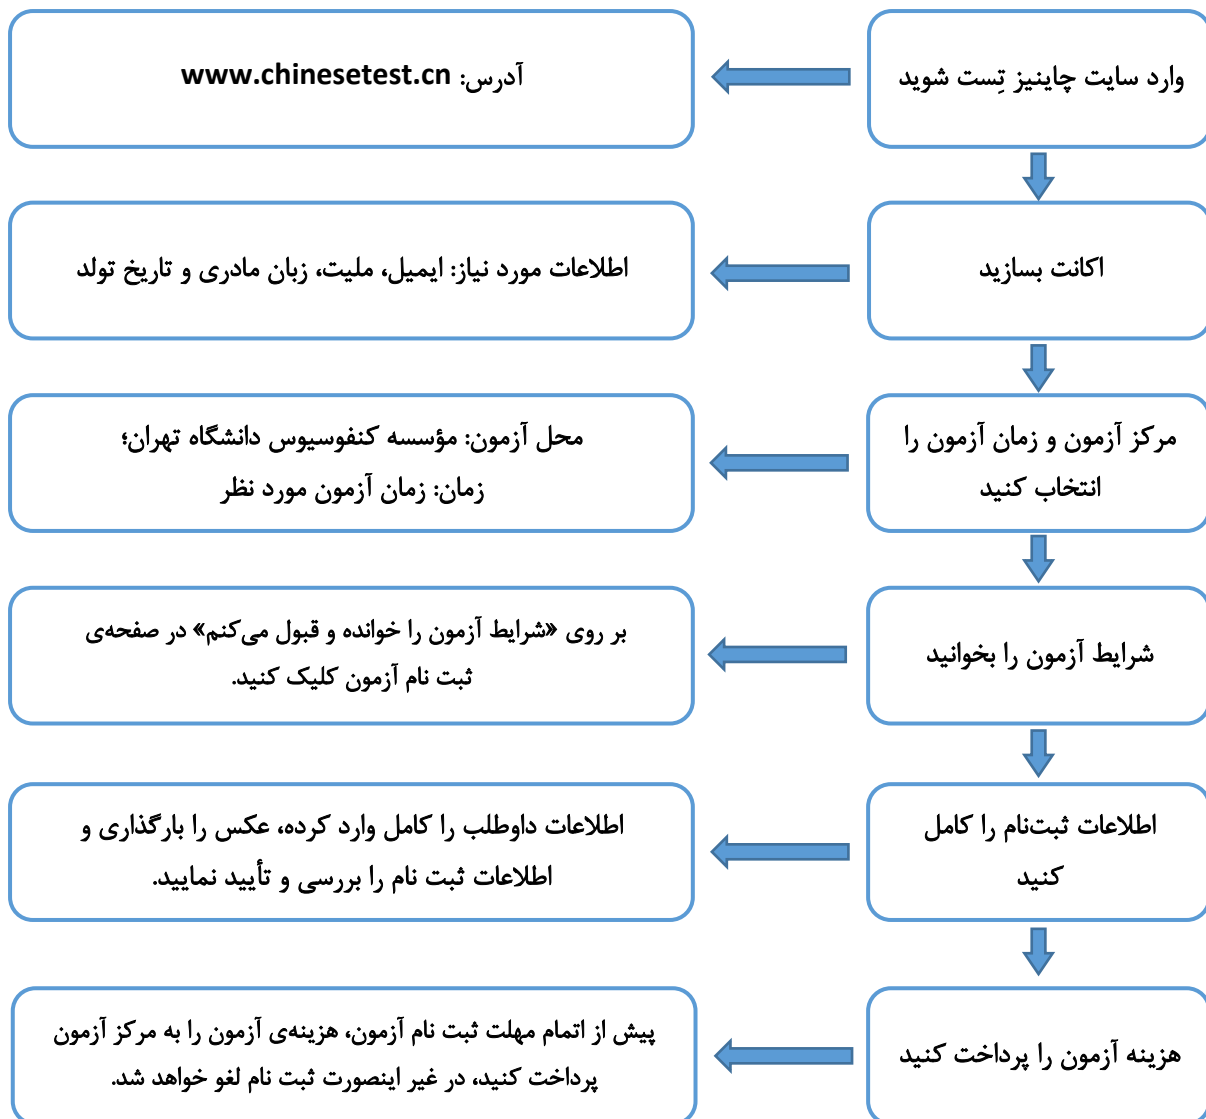 وارد سایت چاینیز تِست شوید
آدرس: www.chinesetest.cn
اکانت بسازید
اطلاعات مورد نیاز: ایمیل، ملیت، زبان مادری و تاریخ تولد
مرکز آزمون و زمان آزمون را
انتخاب کنید
محل آزمون: مؤسسه کنفوسیوس دانشگاه تهران؛
زمان: زمان آزمون مورد نظر
شرایط آزمون را بخوانید
بر روی «شرایط آزمون را خوانده و قبول می‌کنم» در صفحه‌ی
ثبت نام آزمون کلیک کنید.
اطلاعات ثبت‌نام را کامل
کنید
اطلاعات داوطلب را کامل وارد کرده، عکس را بارگذاری و
اطلاعات ثبت نام را بررسی و تأیید نمایید.
هزینه آزمون را پرداخت کنید
پیش از اتمام مهلت ثبت نام آزمون، هزینه‌ی آزمون را به مرکز آزمون
پرداخت کنید، در غیر اینصورت ثبت نام لغو خواهد شد.